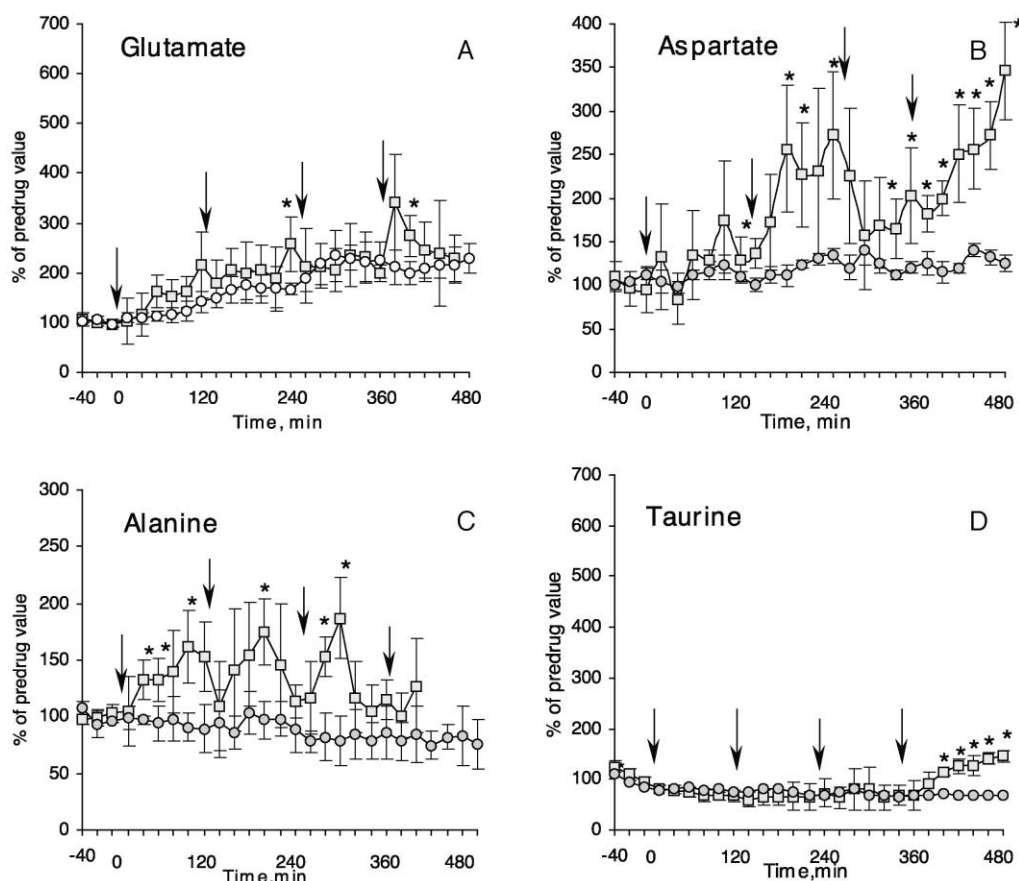 Glutamate
A
% of predrug value
700
600
500
400
300
200
100
0
*
*
-40 0 120 240 360 480
Time, min
Aspartate
B
% of predrug value
400
350
300
250
200
150
100
50
0
* * * * * * * * * * * *
-40 0 120 240 360 480
Time, min
Alanine
C
% of predrug value
300
250
200
150
100
50
0
* * * * * *
-40 0 120 240 360 480
Time, min
Taurine
D
% of predrug value
700
600
500
400
300
200
100
0
* * * * * *
-40 0 120 240 360 480
Time,min